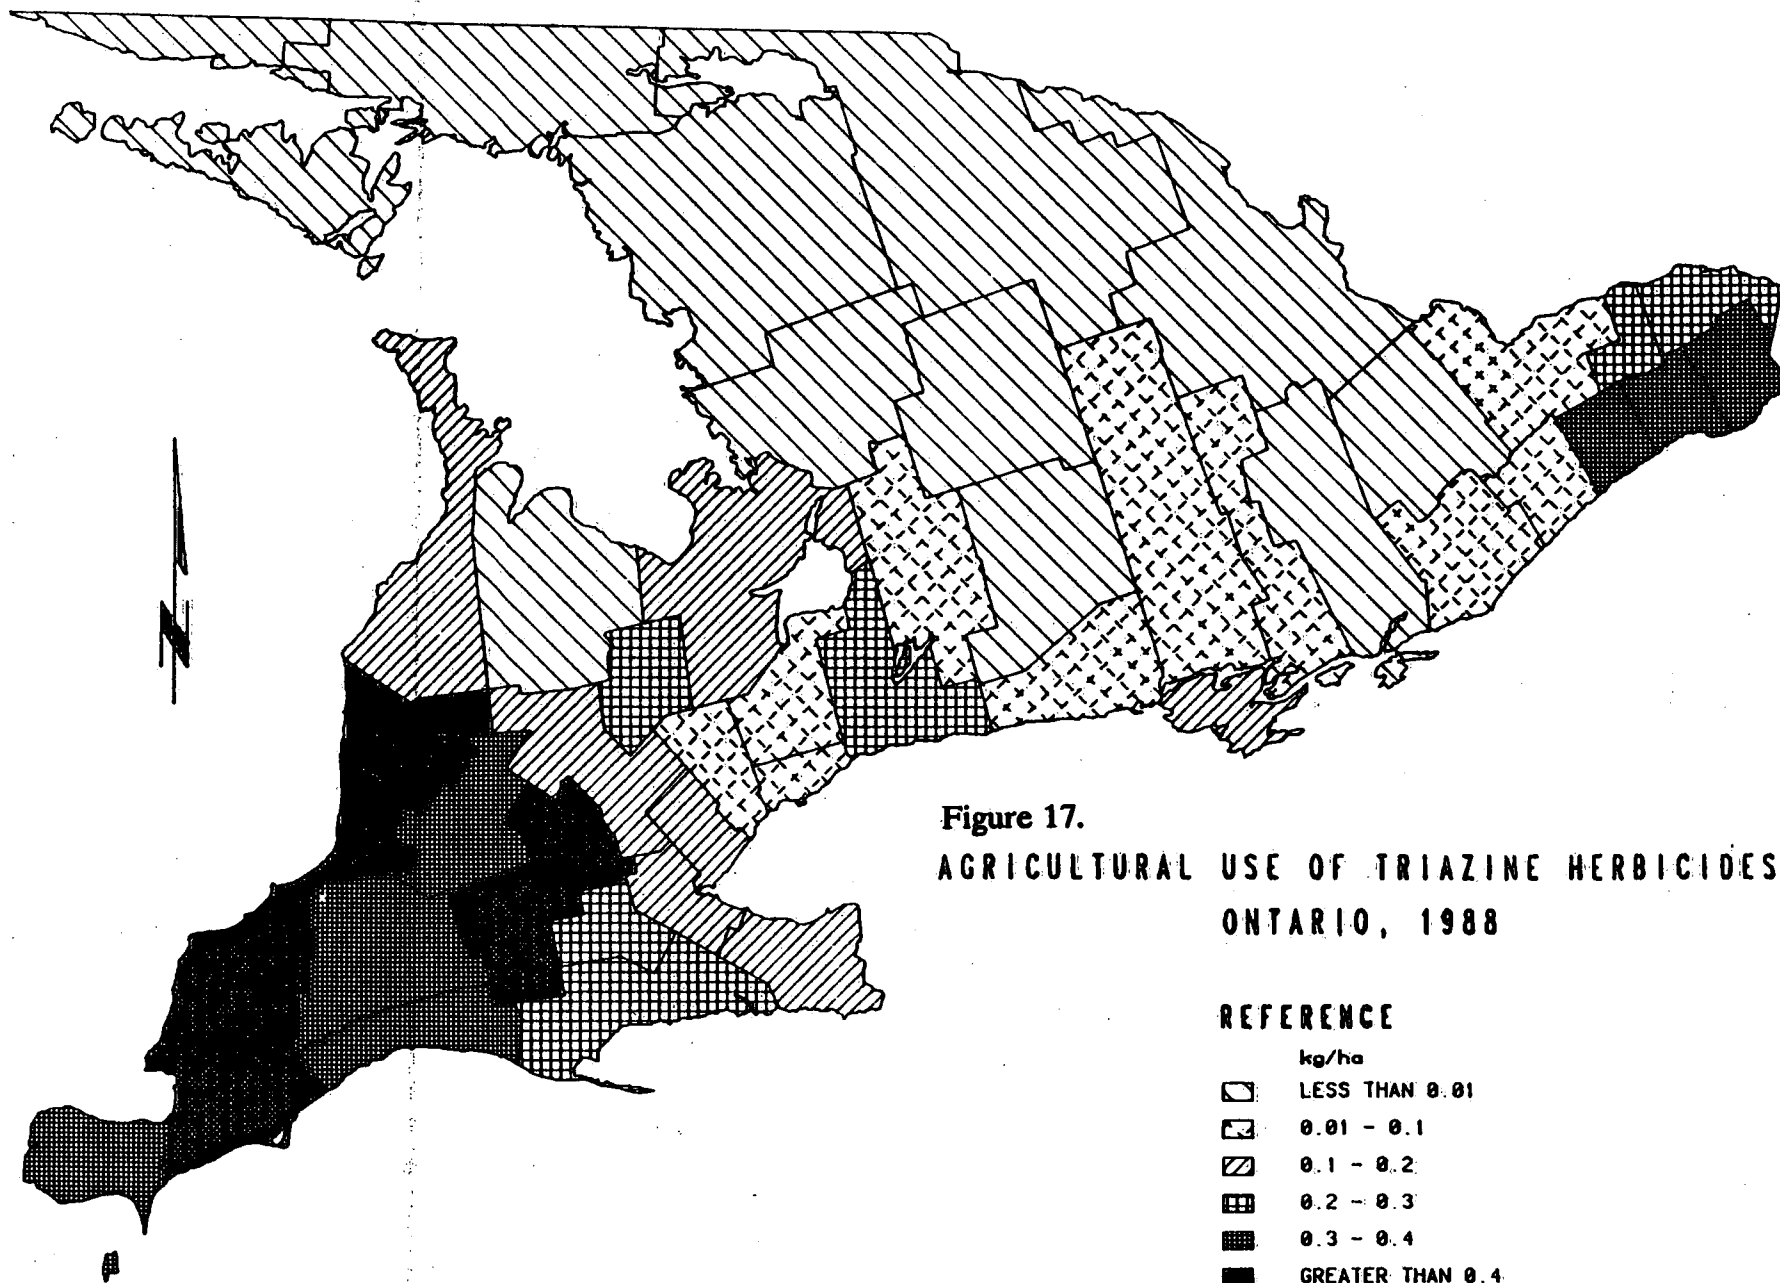 N
Figure 17.
AGRICULTURAL USE OF TRIAZINE HERBICIDES
ONTARIO, 1988
REFERENCE
kg/ha
LESS THAN 0.01
0.01 - 0.1
0.1 - 0.2
0.2 - 0.3
0.3 - 0.4
GREATER THAN 0.4